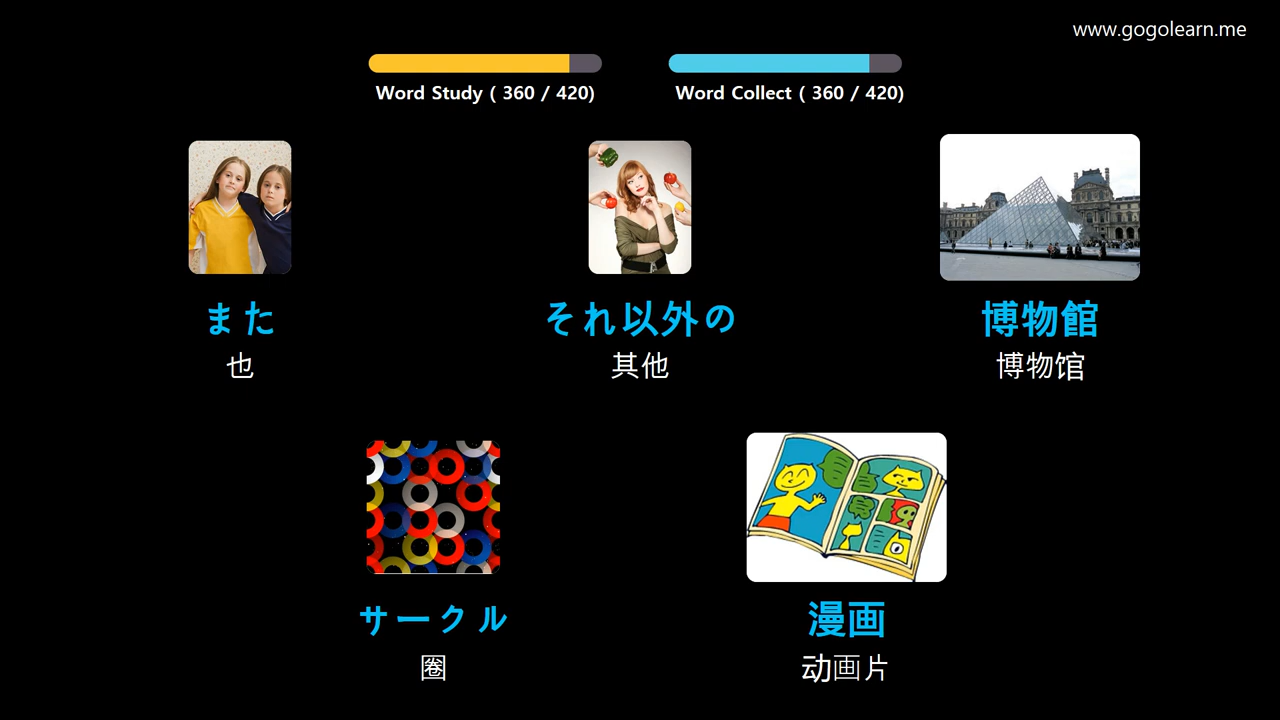 www.gogolearn.me
Word Study ( 360 / 420)
Word Collect ( 360 / 420)
また
也
それ以外の
其他
博物館
博物馆
サークル
圈
漫画
动画片